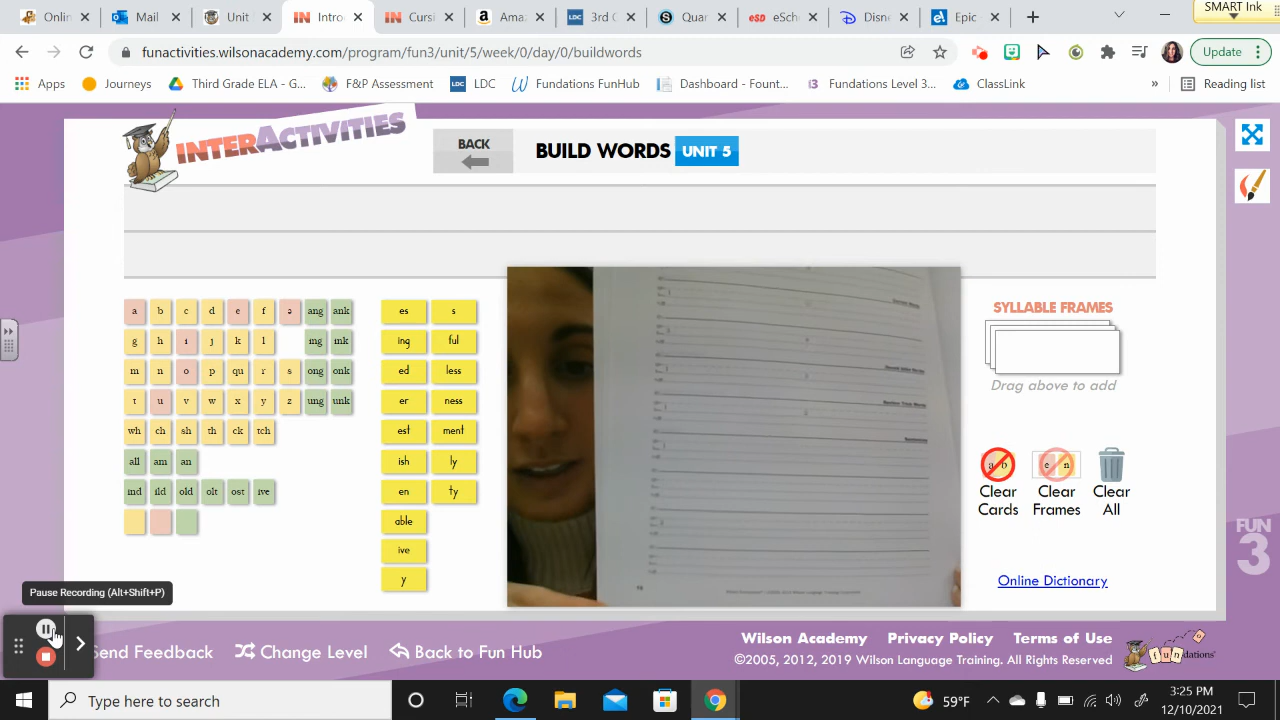 Onlin Mail Unit Intro Cursi Amaz 3rd C Quar eSch Disne Epic SMART Ink
funactivities.wilsonacademy.com/program/fun3/unit/5/week/0/day/0/buildwords Update
Apps Journeys Third Grade ELA - G... F&P Assessment LDC Fundations FunHub Dashboard - Fount... Fundations Level 3... ClassLink » Reading list
INTERACTIVITIES
BACK BUILD WORDS UNIT 5
a b c d e f ə ang ank es s SYLLABLE FRAMES
g h i j k l ing ink ing ful
m n o p qu r s ong onk ed less Drag above to add
t u v w x y z ung unk er ness
wh ch sh th ck tch est ment
all am an ish ly a b e n
ind ild old olt ost ive en ty Clear Cards Clear Frames Clear All
able
ive
y Online Dictionary
FUN 3
Pause Recording (Alt+Shift+P)
Send Feedback Change Level Back to Fun Hub
Wilson Academy Privacy Policy Terms of Use
©2005, 2012, 2019 Wilson Language Training. All Rights Reserved
Fundations
Type here to search 59°F 3:25 PM
12/10/2021